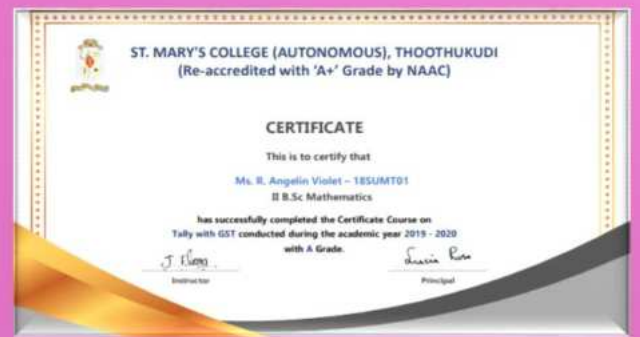 ST. MARY'S COLLEGE (AUTONOMOUS), THOOTHUKUDI
(Re-accredited with 'A+' Grade by NAAC)
CERTIFICATE
This is to certify that
Ms. R. Angelin Violet – 18SUMT01
II B.Sc Mathematics
has successfully completed the Certificate Course on
Tally with GST conducted during the academic year 2019 - 2020
with A Grade.
Instructor Principal